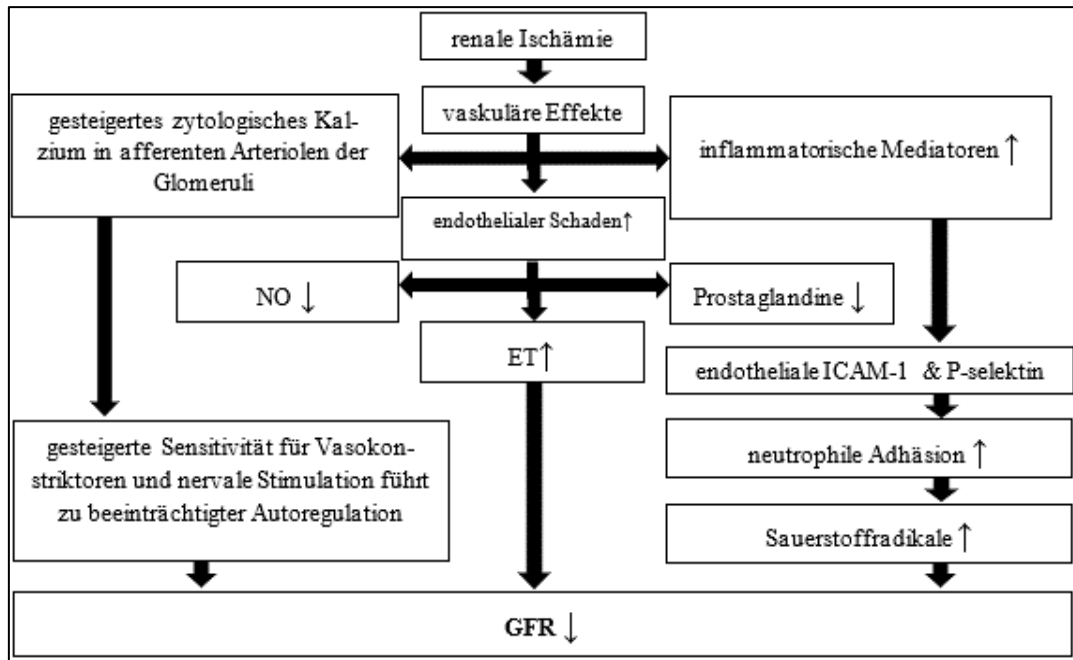 renale Ischämie
vaskuläre Effekte
gesteigertes zytologisches Kal-
zium in afferenten Arteriolen der
Glomeruli
inflammatorische Mediatoren ↑
endothelialer Schaden↑
NO ↓
Prostaglandine ↓
ET↑
endotheliale ICAM-1 & P-selektin
gesteigerte Sensitivität für Vasokon-
striktoren und nervale Stimulation führt
zu beeinträchtigter Autoregulation
neutrophile Adhäsion ↑
Sauerstoffradikale ↑
GFR ↓